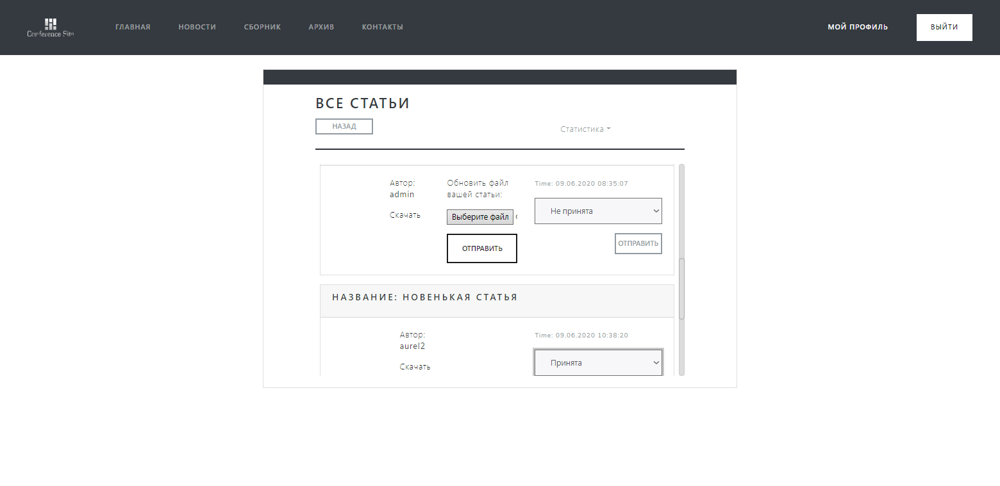 Conference Site
ГЛАВНАЯ НОВОСТИ СБОРНИК АРХИВ КОНТАКТЫ МОЙ ПРОФИЛЬ ВЫЙТИ
ВСЕ СТАТЬИ
НАЗАД Статистика
Автор: Обновить файл Time: 09.06.2020 08:35:07
admin вашей статьи:
Скачать Выберите файл Не принята
ОТПРАВИТЬ ОТПРАВИТЬ
НАЗВАНИЕ: НОВЕНЬКАЯ СТАТЬЯ
Автор: Time: 09.06.2020 10:38:20
aurel2
Скачать Принята